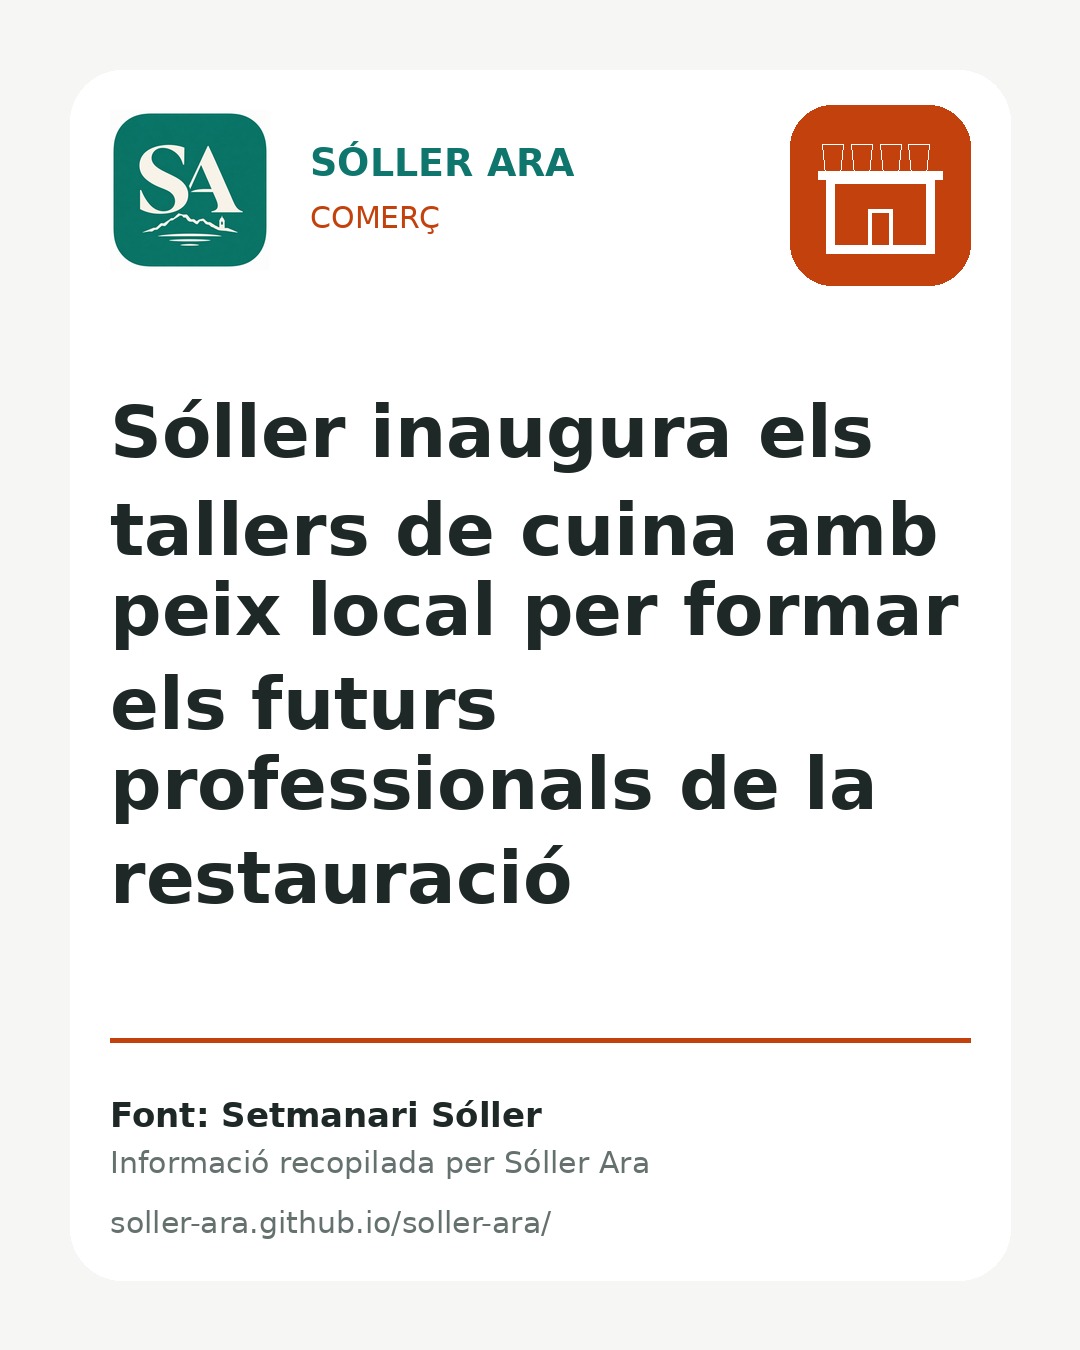 SA
SÓLLER ARA
COMERÇ
Sóller inaugura els
tallers de cuina amb
peix local per formar
els futurs
professionals de la
restauració
Font: Setmanari Sóller
Informació recopilada per Sóller Ara
soller-ara.github.io/soller-ara/